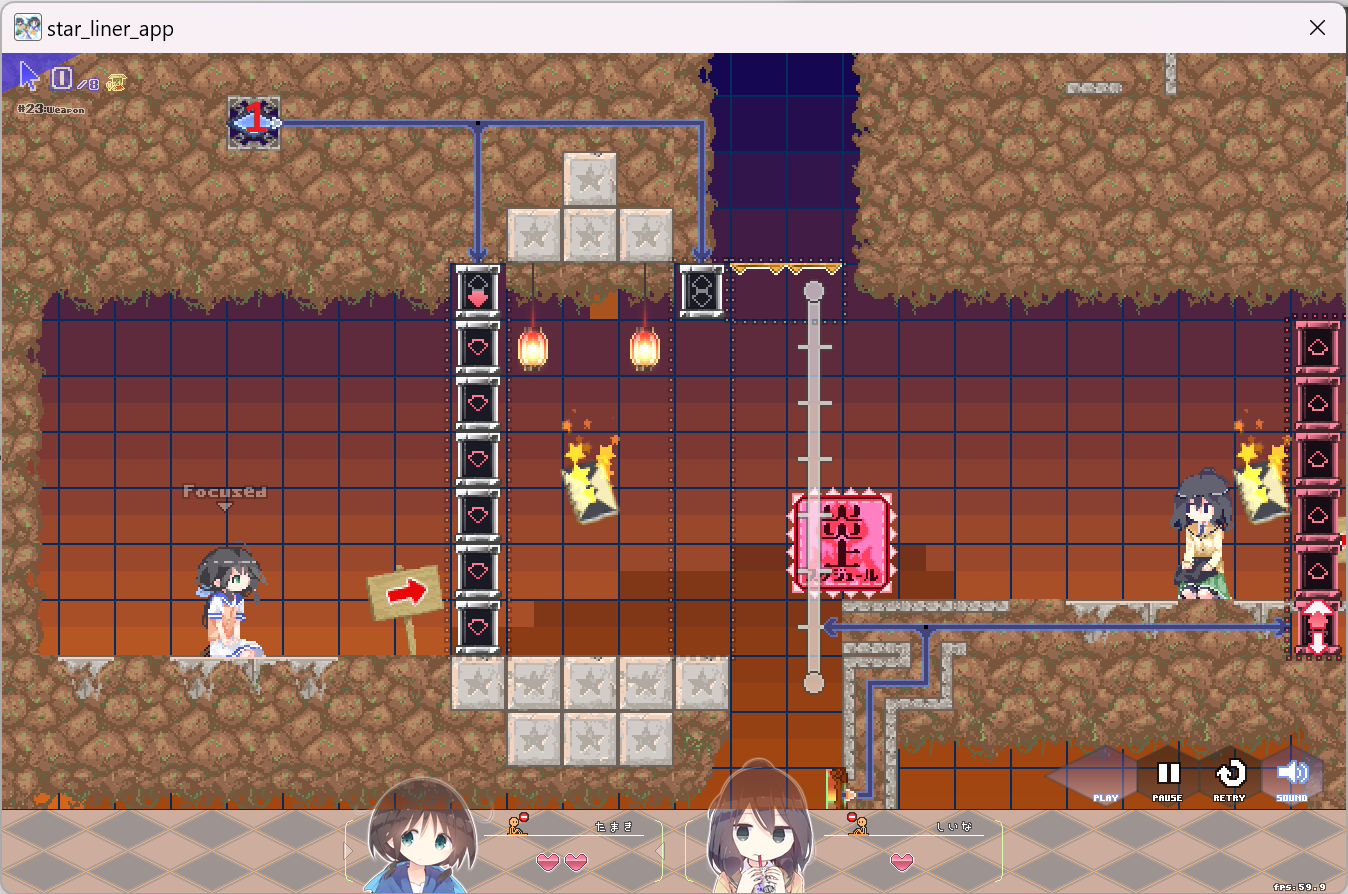 star_liner_app
0/8
#23:Weapon
1
Focused
PLAY
PAUSE
RETRY
SOUND
たまき
しいな
fps:59.9